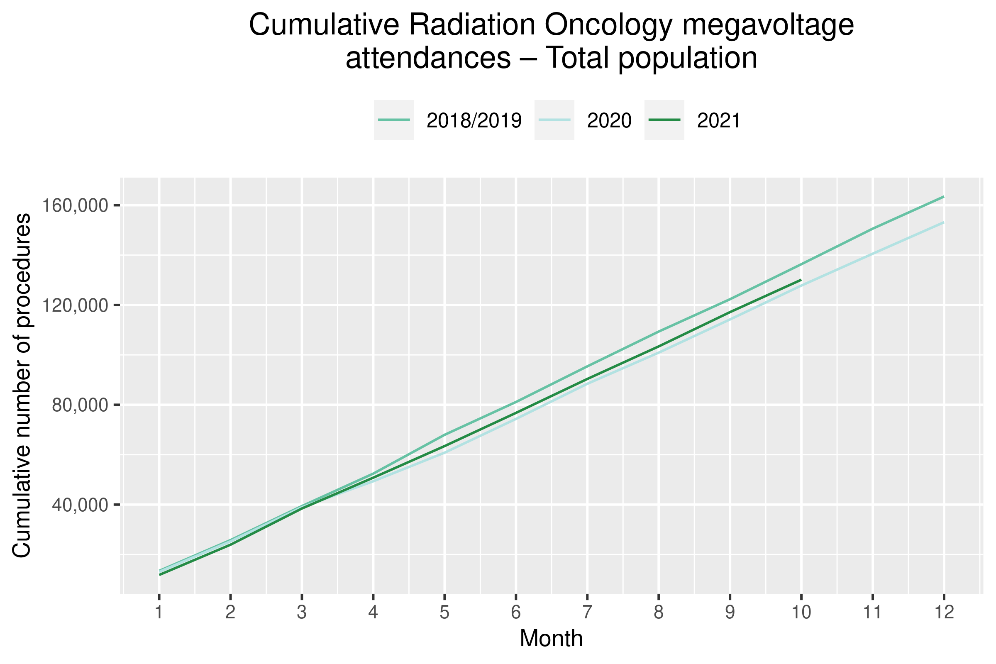 Cumulative Radiation Oncology megavoltage
attendances – Total population
2018/2019 2020 2021
Cumulative number of procedures
160,000
120,000
80,000
40,000
1 2 3 4 5 6 7 8 9 10 11 12
Month